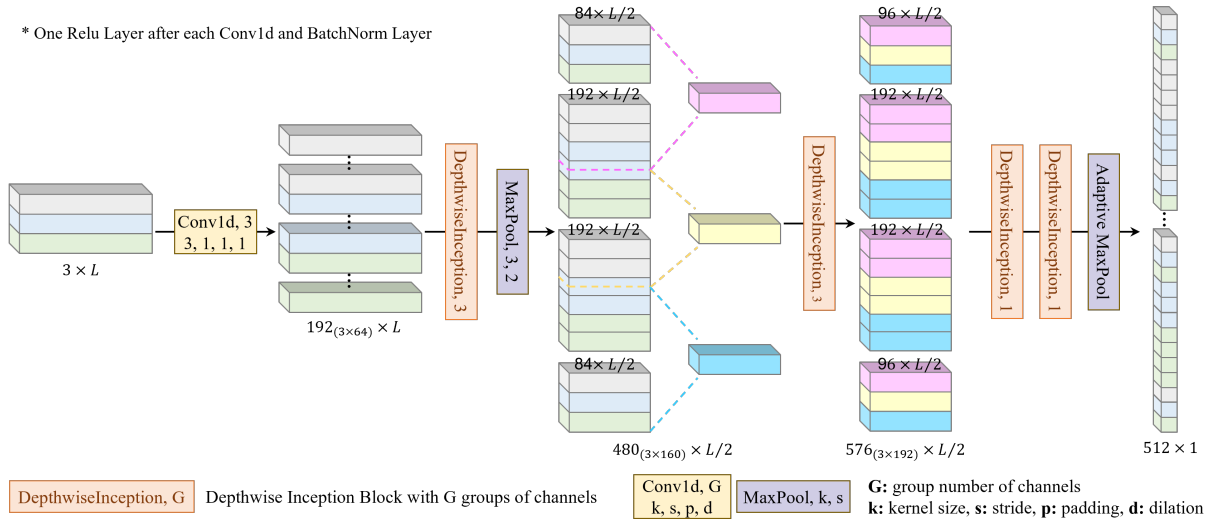 * One Relu Layer after each Conv1d and BatchNorm Layer
3 × L
Conv1d, 3
3, 1, 1, 1
192(3×64) × L
DepthwiseInception, 3
MaxPool, 3, 2
84× L/2
192 × L/2
192 × L/2
84× L/2
480(3×160) × L/2
DepthwiseInception, 3
96 × L/2
192 × L/2
192 × L/2
96 × L/2
576(3×192) × L/2
DepthwiseInception, 1
DepthwiseInception, 1
Adaptive MaxPool
512 × 1
DepthwiseInception, G
Depthwise Inception Block with G groups of channels
Conv1d, G
k, s, p, d
MaxPool, k, s
G: group number of channels
k: kernel size, s: stride, p: padding, d: dilation